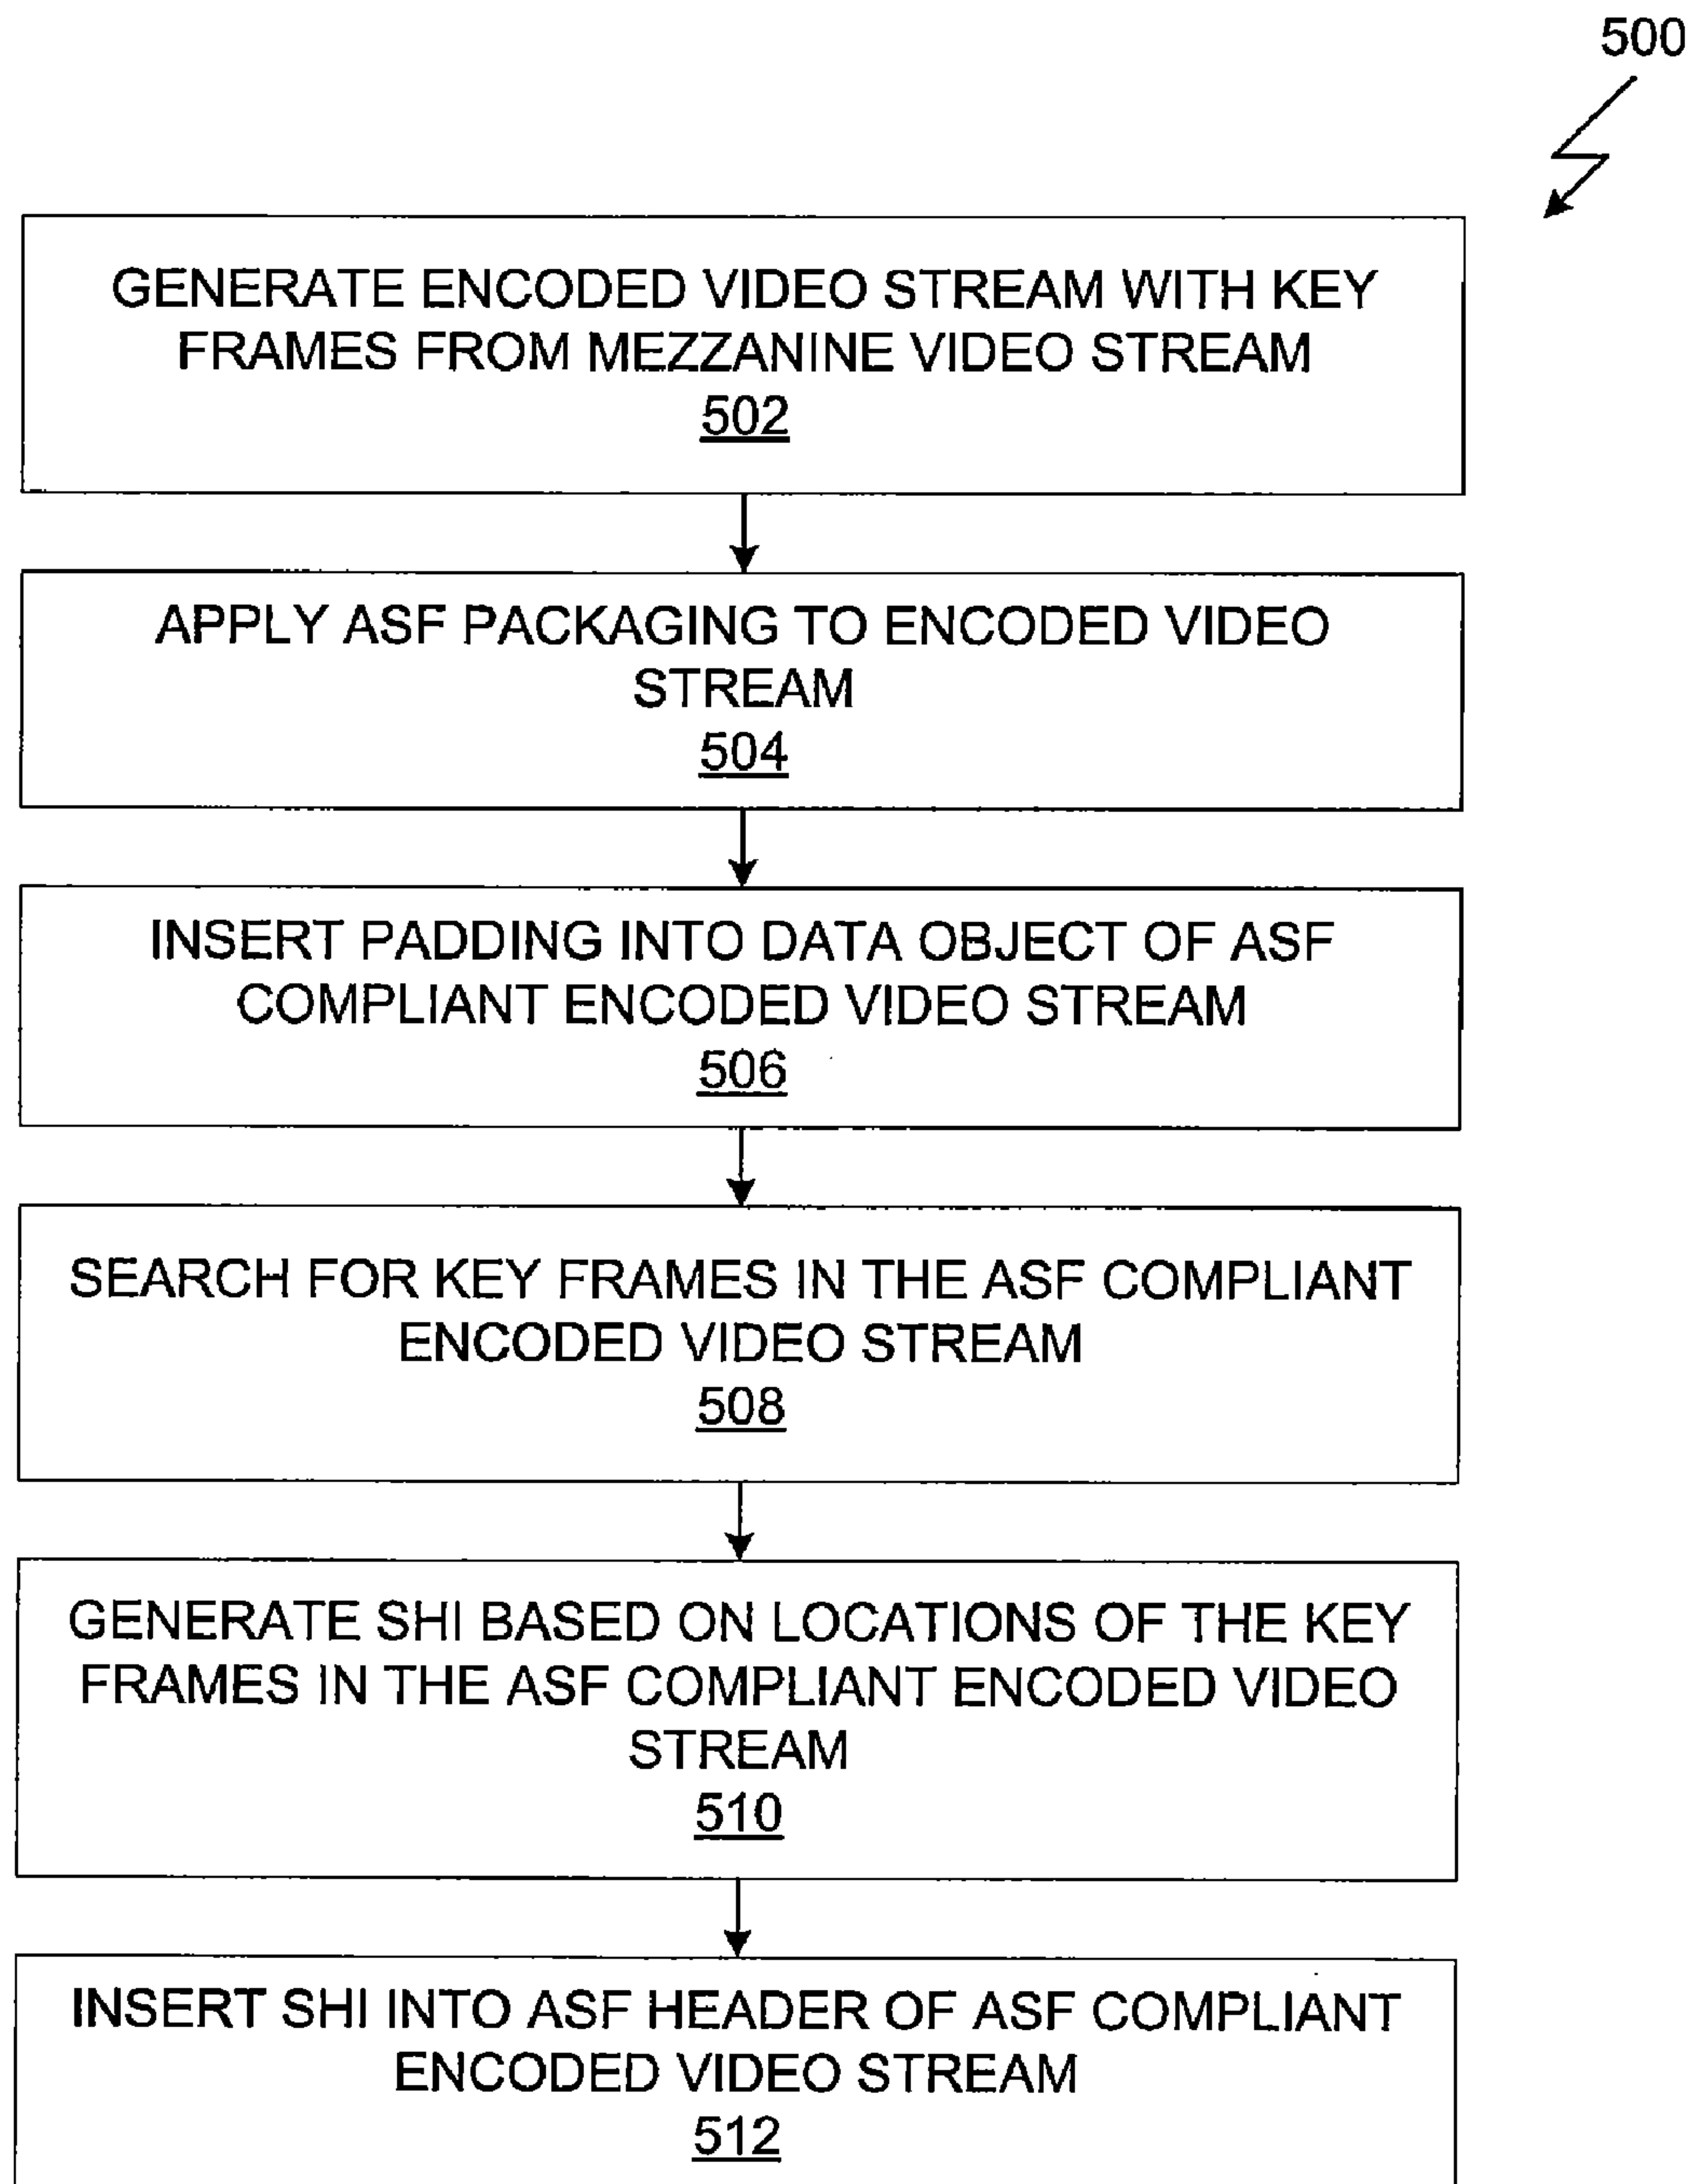 500
GENERATE ENCODED VIDEO STREAM WITH KEY
FRAMES FROM MEZZANINE VIDEO STREAM
502
APPLY ASF PACKAGING TO ENCODED VIDEO
STREAM
504
INSERT PADDING INTO DATA OBJECT OF ASF
COMPLIANT ENCODED VIDEO STREAM
506
SEARCH FOR KEY FRAMES IN THE ASF COMPLIANT
ENCODED VIDEO STREAM
508
GENERATE SHI BASED ON LOCATIONS OF THE KEY
FRAMES IN THE ASF COMPLIANT ENCODED VIDEO
STREAM
510
INSERT SHI INTO ASF HEADER OF ASF COMPLIANT
ENCODED VIDEO STREAM
512